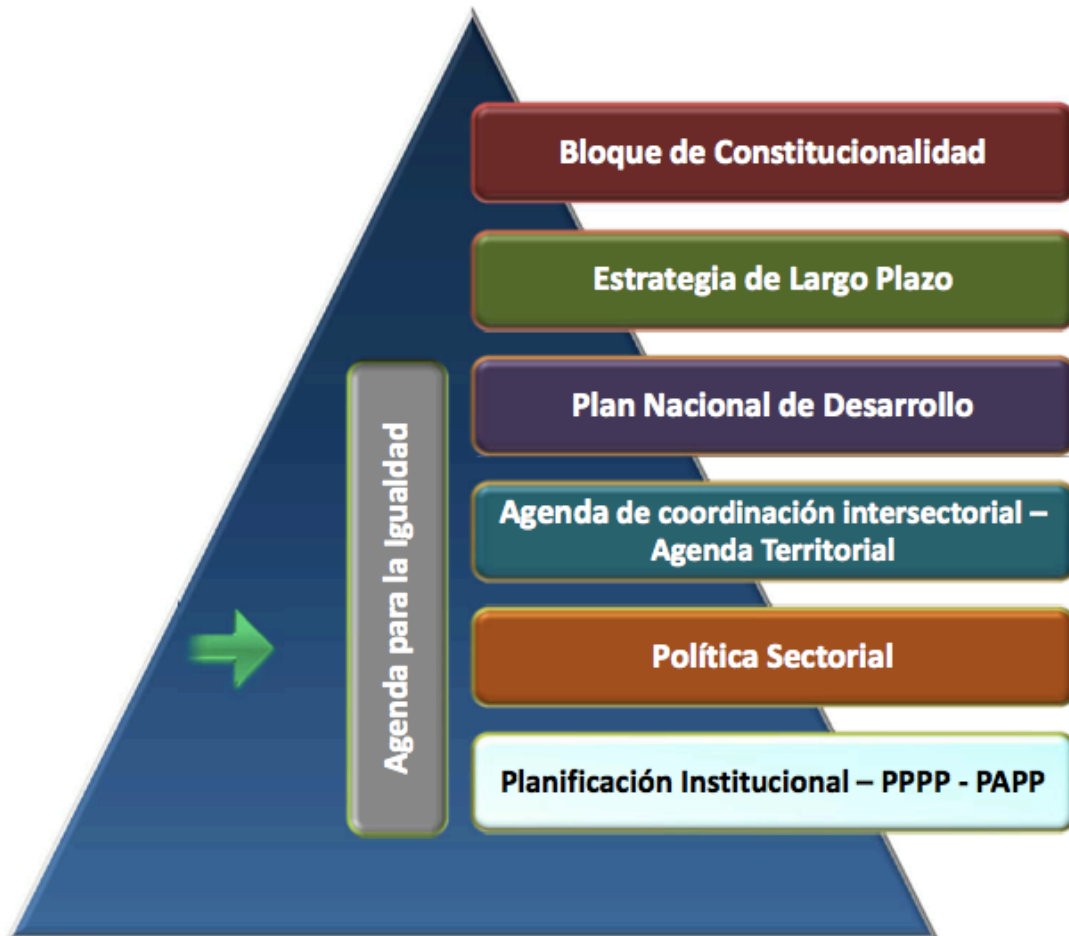 Bloque de Constitucionalidad
Estrategia de Largo Plazo
Plan Nacional de Desarrollo
Agenda de coordinación intersectorial –
Agenda Territorial
Política Sectorial
Planificación Institucional – PPPP - PAPP
Agenda para la Igualdad